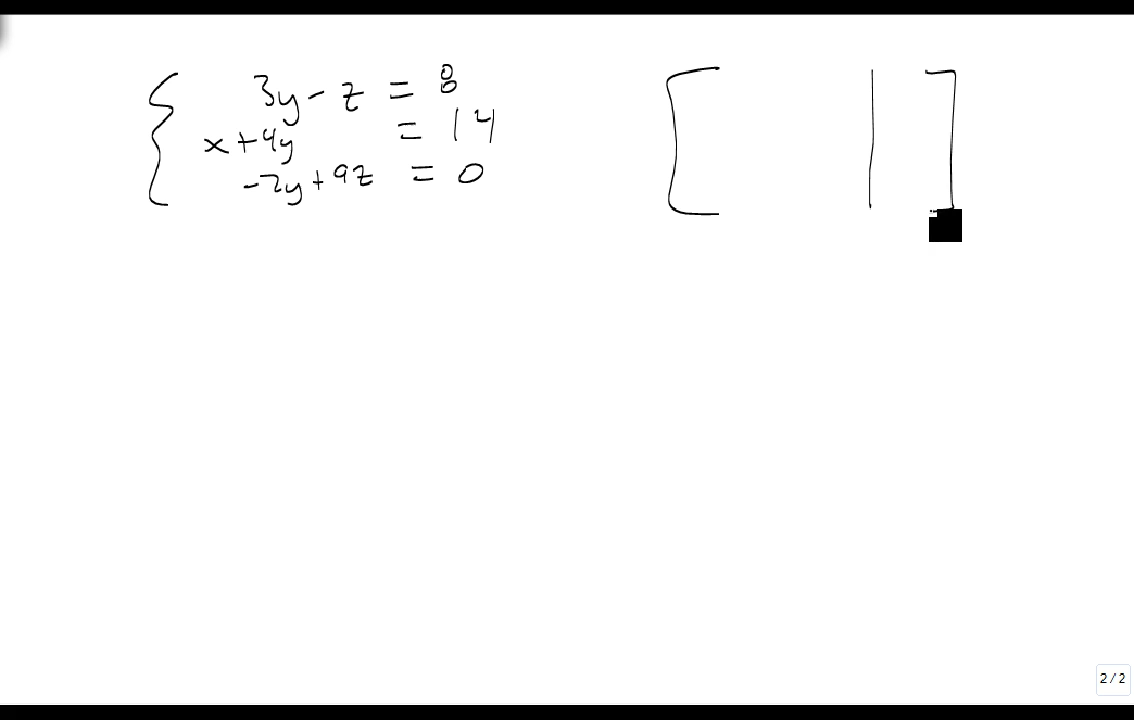 3y - z = 8
x + 4y = 14
-2y + 9z = 0
2/2